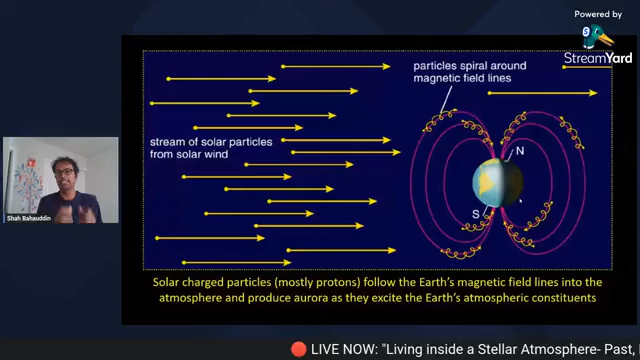 Powered by
StreamYard
particles spiral around
magnetic field lines
stream of solar particles
from solar wind
N
S
Shah Bahauddin
Solar charged particles (mostly protons) follow the Earth's magnetic field lines into the
atmosphere and produce aurora as they excite the Earth's atmospheric constituents
LIVE NOW: "Living inside a Stellar Atmosphere- Past,